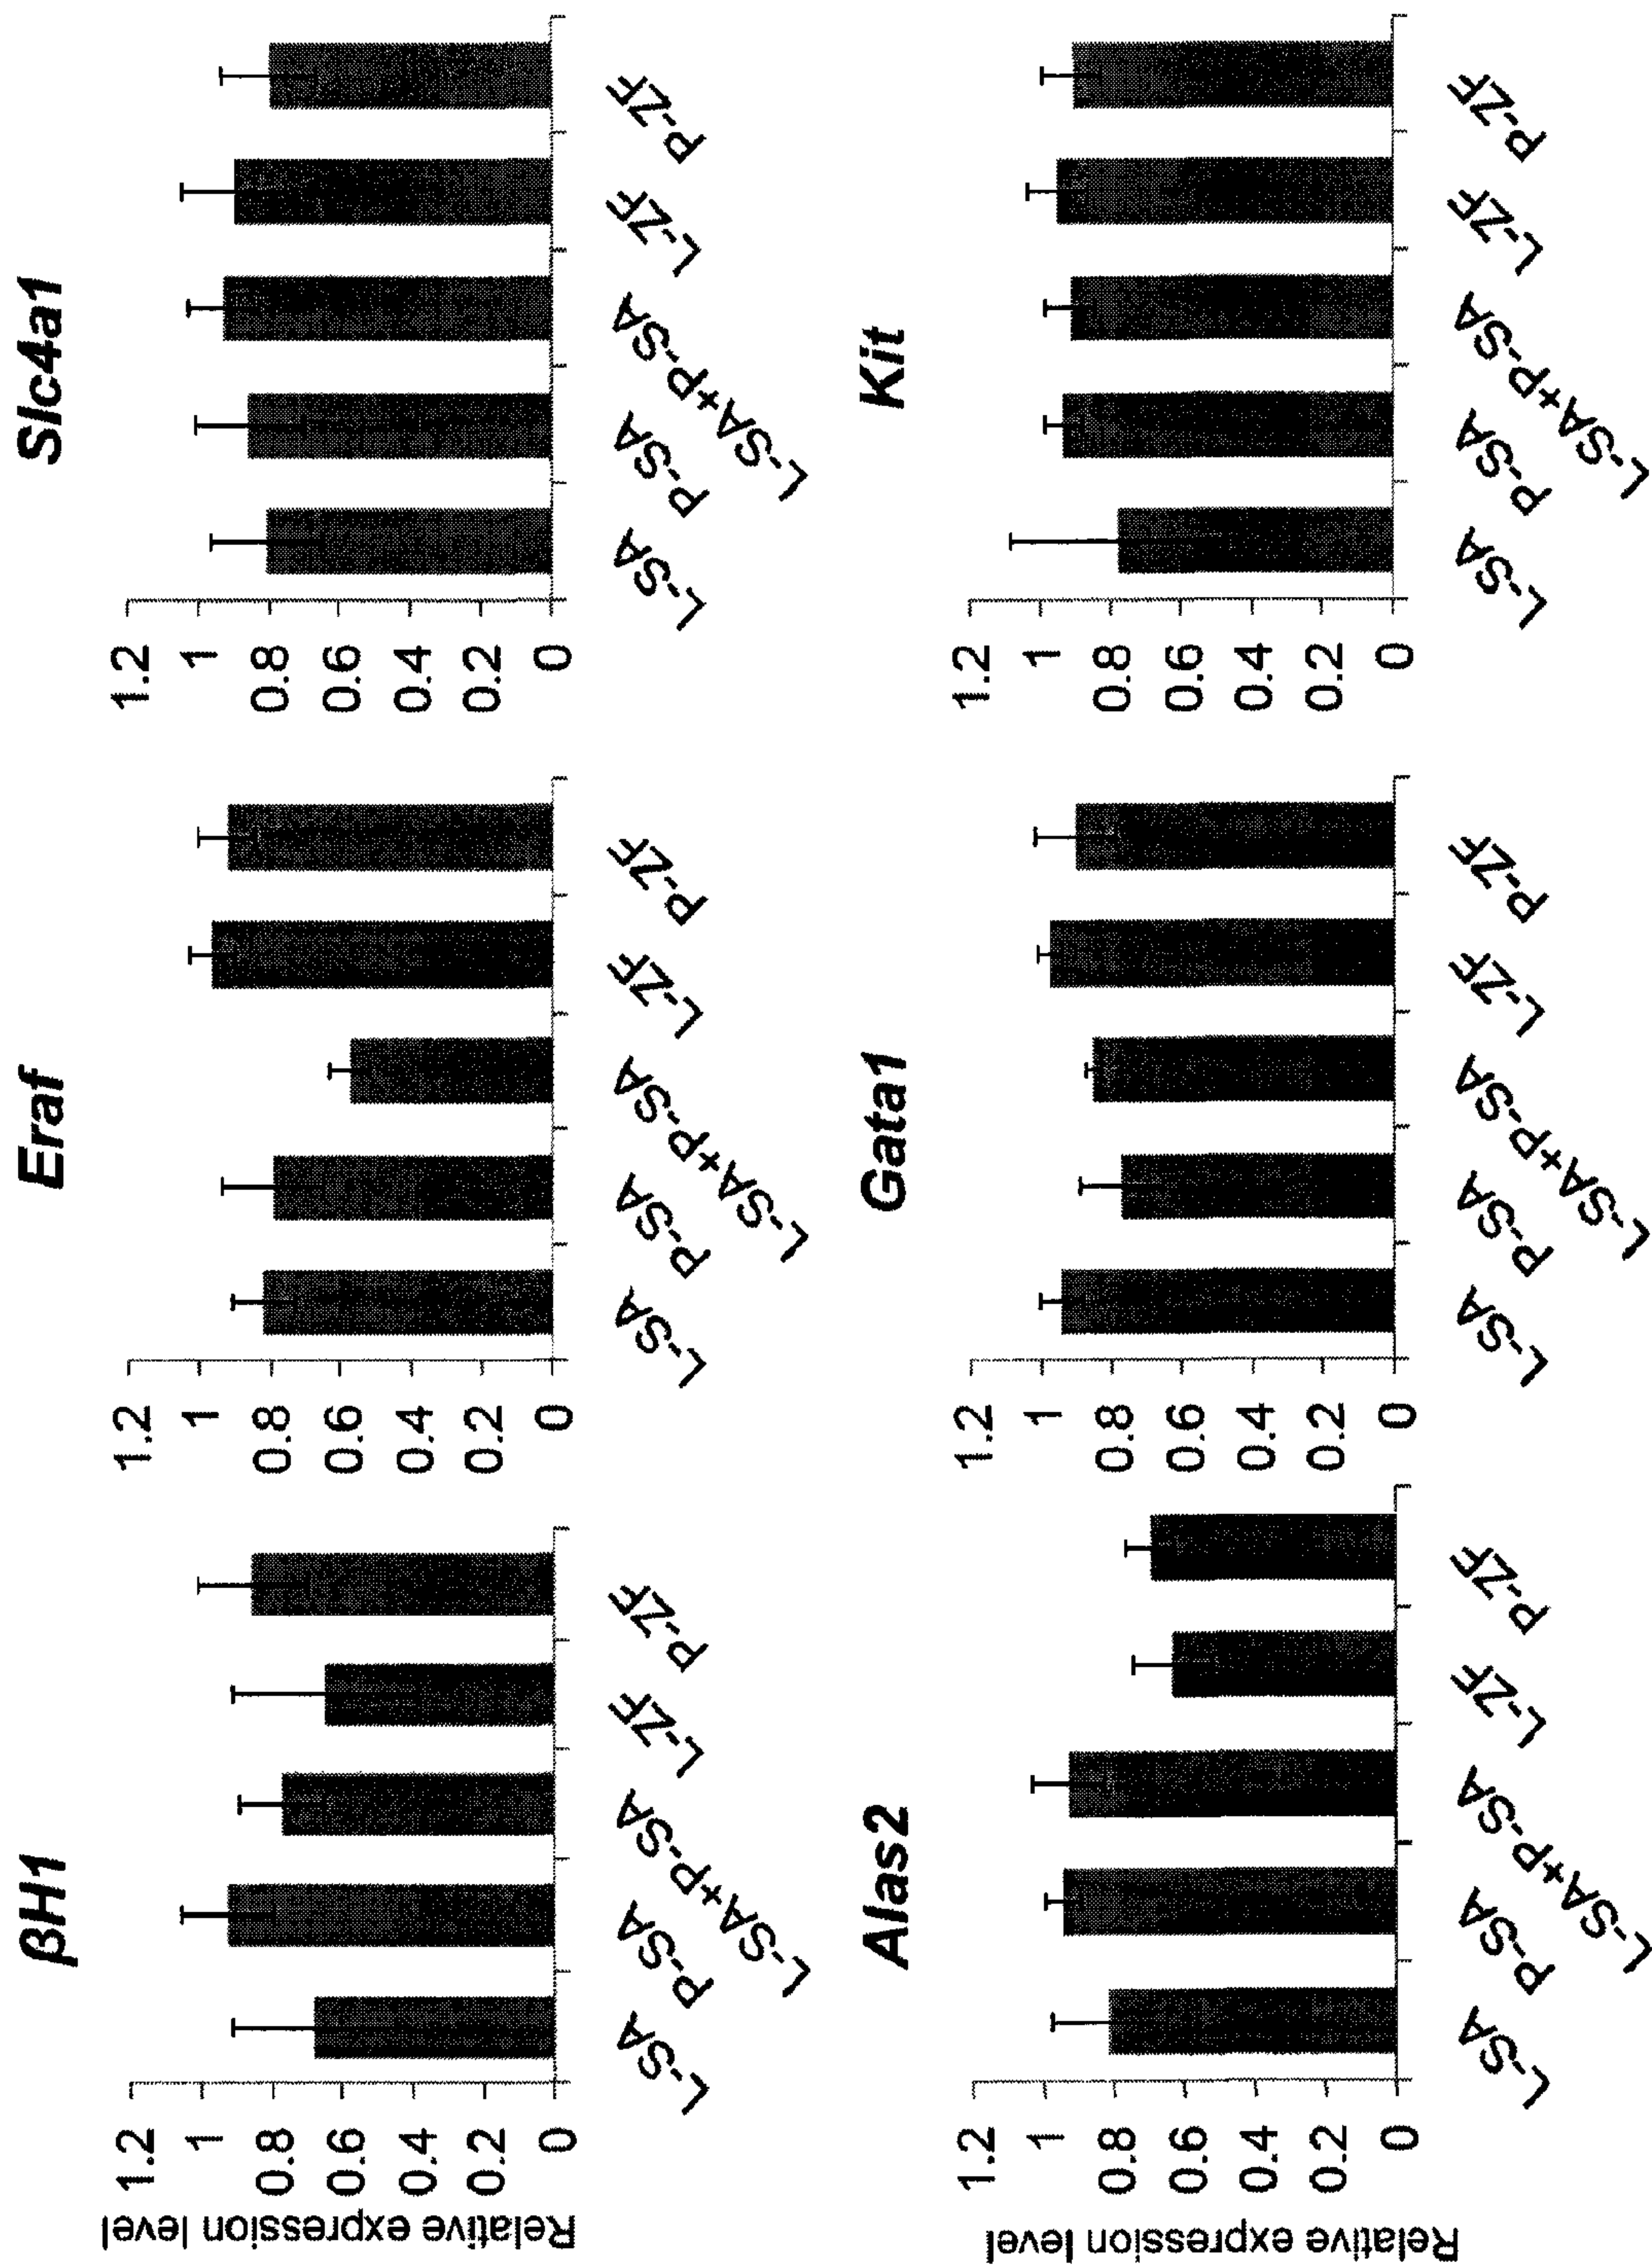 βH1
Relative expression level
1.2
1
0.8
0.6
0.4
0.2
0
L-SA
P-SA
L-SA+P-SA
L-ZF
P-ZF
Eraf
1.2
1
0.8
0.6
0.4
0.2
0
L-SA
P-SA
L-SA+P-SA
L-ZF
P-ZF
Slc4a1
1.2
1
0.8
0.6
0.4
0.2
0
L-SA
P-SA
L-SA+P-SA
L-ZF
P-ZF
Alas2
Relative expression level
1.2
1
0.8
0.6
0.4
0.2
0
L-SA
P-SA
L-SA+P-SA
L-ZF
P-ZF
Gata1
1.2
1
0.8
0.6
0.4
0.2
0
L-SA
P-SA
L-SA+P-SA
L-ZF
P-ZF
Kit
1.2
1
0.8
0.6
0.4
0.2
0
L-SA
P-SA
L-SA+P-SA
L-ZF
P-ZF